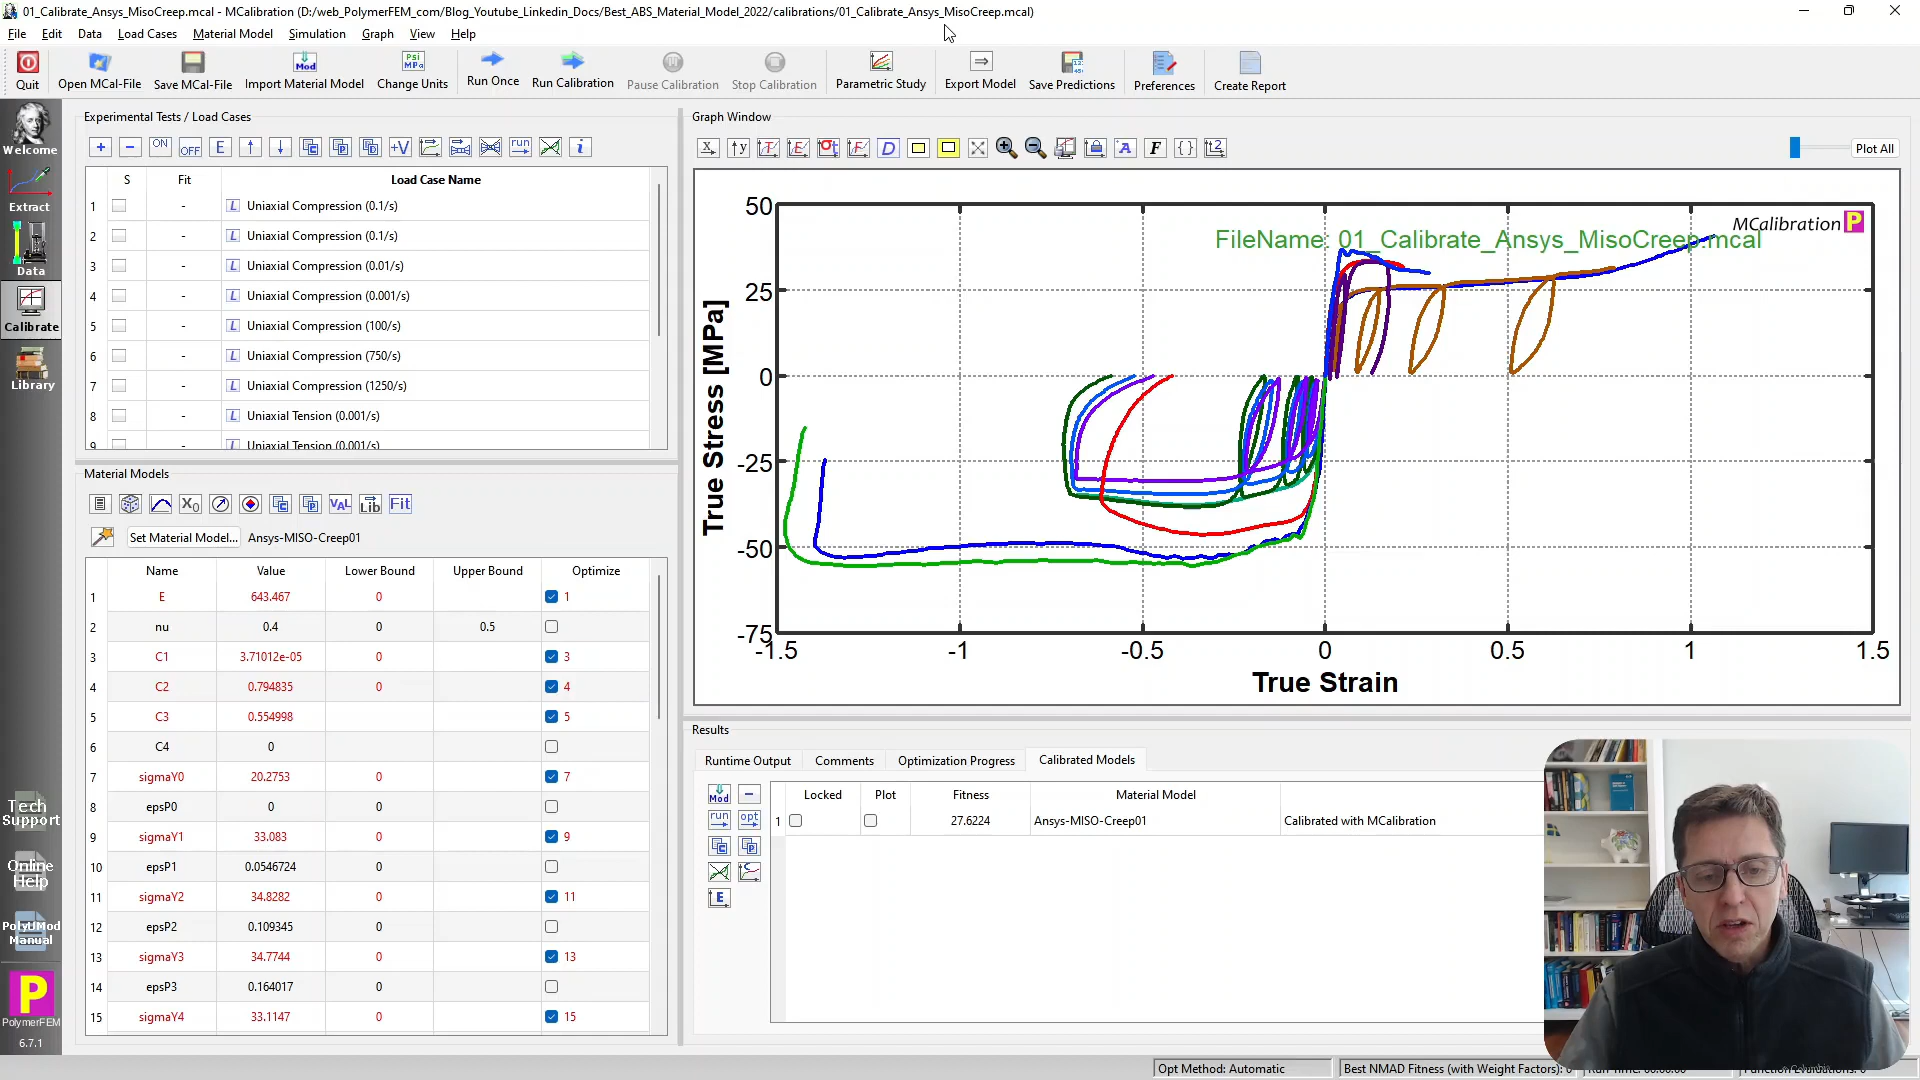 01_Calibrate_Ansys_MisoCreep.mcal - MCalibration (D:/web_PolymerFEM_com/Blog_Youtube_Linkedin_Docs/Best_ABS_Material_Model_2022/calibrations/01_Calibrate_Ansys_MisoCreep.mcal)
File Edit Data Load Cases Material Model Simulation Graph View Help
Quit Open MCal-File Save MCal-File Import Material Model Change Units Run Once Run Calibration Pause Calibration Stop Calibration Parametric Study Export Model Save Predictions Preferences Create Report
Welcome
Extract
Data
Calibrate
Library
Tech Support
Online Help
PolyUMod Manual
PolymerFEM
6.7.1
Experimental Tests / Load Cases
S Fit Load Case Name
1 - L Uniaxial Compression (0.1/s)
2 - L Uniaxial Compression (0.1/s)
3 - L Uniaxial Compression (0.01/s)
4 - L Uniaxial Compression (0.001/s)
5 - L Uniaxial Compression (100/s)
6 - L Uniaxial Compression (750/s)
7 - L Uniaxial Compression (1250/s)
8 - L Uniaxial Tension (0.001/s)
9 - L Uniaxial Tension (0.001/s)
Material Models
Set Material Model... Ansys-MISO-Creep01
Name Value Lower Bound Upper Bound Optimize
1 E 643.467 0 1
2 nu 0.4 0 0.5
3 C1 3.71012e-05 0 3
4 C2 0.794835 0 4
5 C3 0.554998 5
6 C4 0
7 sigmaY0 20.2753 0 7
8 epsP0 0 0
9 sigmaY1 33.083 0 9
10 epsP1 0.0546724 0
11 sigmaY2 34.8282 0 11
12 epsP2 0.109345 0
13 sigmaY3 34.7744 0 13
14 epsP3 0.164017 0
15 sigmaY4 33.1147 0 15
Graph Window
Plot All
MCalibration P
FileName: 01_Calibrate_Ansys_MisoCreep.mcal
True Stress [MPa]
50
25
0
-25
-50
-75
-1.5 -1 -0.5 0 0.5 1 1.5
True Strain
Results
Runtime Output Comments Optimization Progress Calibrated Models
Locked Plot Fitness Material Model
1 27.6224 Ansys-MISO-Creep01 Calibrated with MCalibration
Opt Method: Automatic Best NMAD Fitness (with Weight Factors): 0